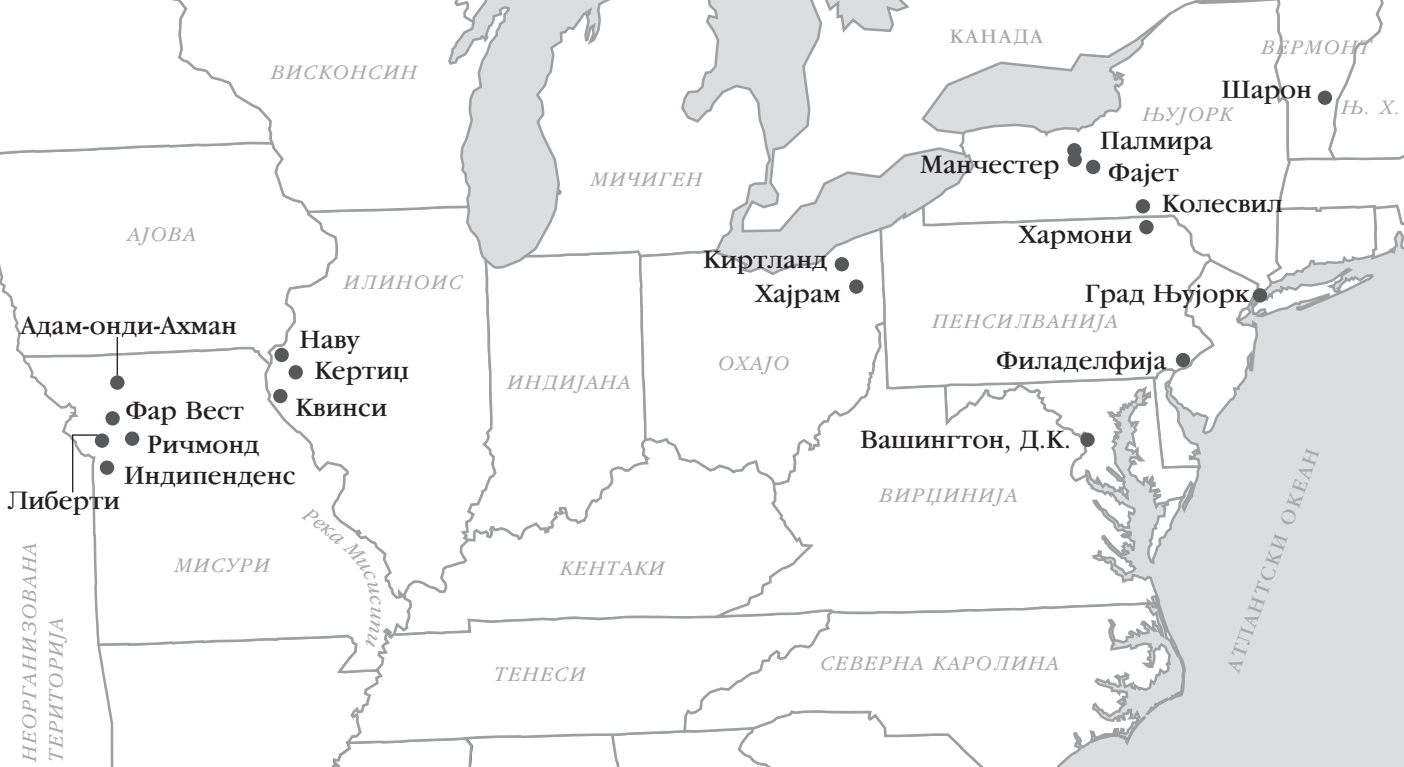 КАНАДА
ВЕРМОНТ
ВИСКОНСИН
Шарон
Њ. Х.
ЊУЈОРК
Палмира
Манчестер
Фајет
МИЧИГЕН
Колесвил
АЈОВА
Хармони
Киртланд
ИЛИНОИС
Хајрам
Град Њујорк
ПЕНСИЛВАНИЈА
Адам-онди-Ахман
Наву
Филаделфија
ОХАЈО
Кертиџ
ИНДИЈАНА
Квинси
Фар Вест
Ричмонд
Вашингтон, Д.К.
Индипенденс
Либерти
ВИРЏИНИЈА
Река Мисисипи
АТЛАНТСКИ ОКЕАН
МИСУРИ
КЕНТАКИ
НЕОРГАНИЗОВАНА
ТЕРИТОРИЈА
ТЕНЕСИ
СЕВЕРНА КАРОЛИНА